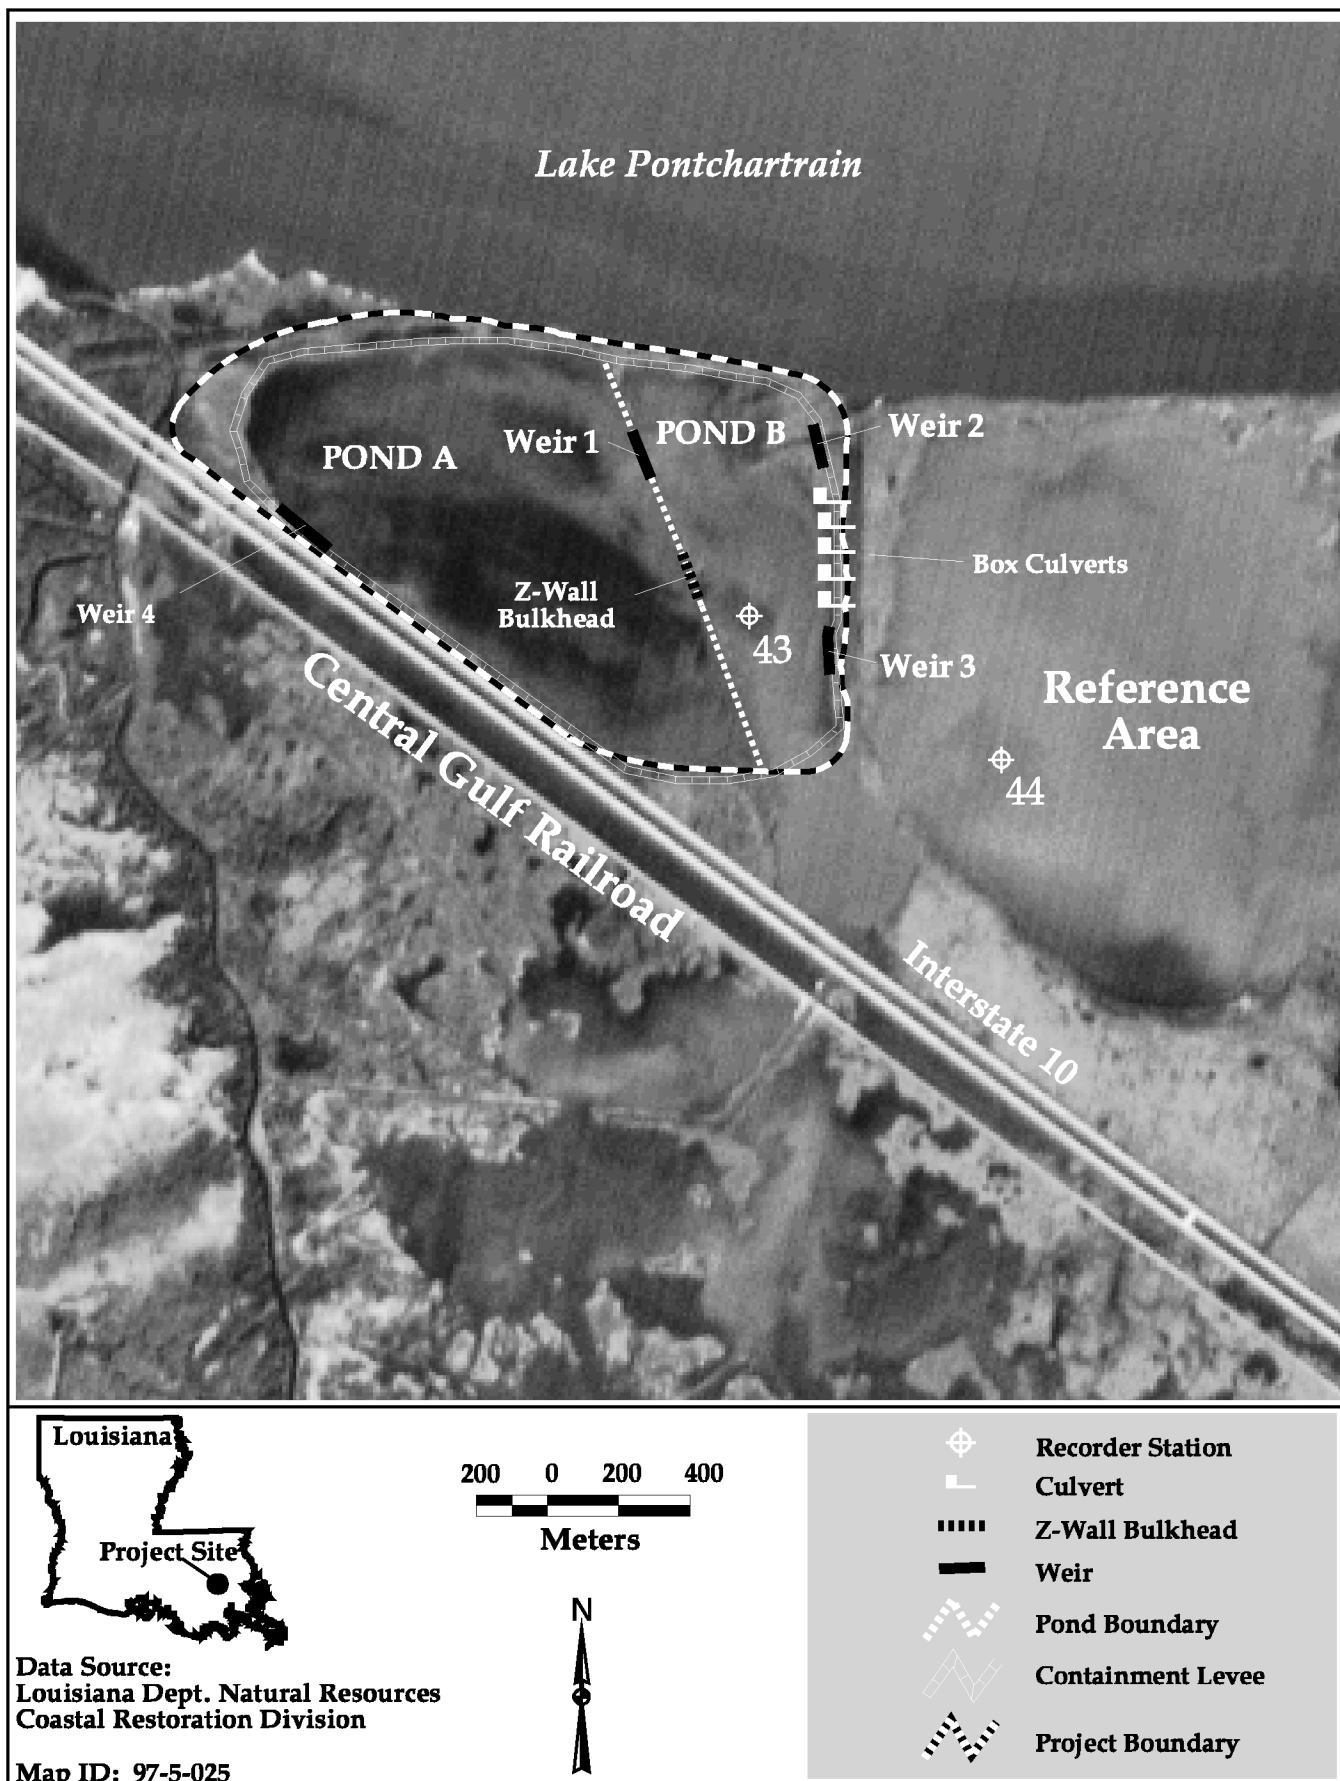 Lake Pontchartrain
POND A
Weir 1
POND B
Weir 2
Box Culverts
Z-Wall
Bulkhead
Weir 4
43
Weir 3
Reference
Area
44
Central Gulf Railroad
Interstate 10
Louisiana
Project Site
Data Source:
Louisiana Dept. Natural Resources
Coastal Restoration Division
Map ID: 97-5-025
200 0 200 400
Meters
N
Recorder Station
Culvert
Z-Wall Bulkhead
Weir
Pond Boundary
Containment Levee
Project Boundary